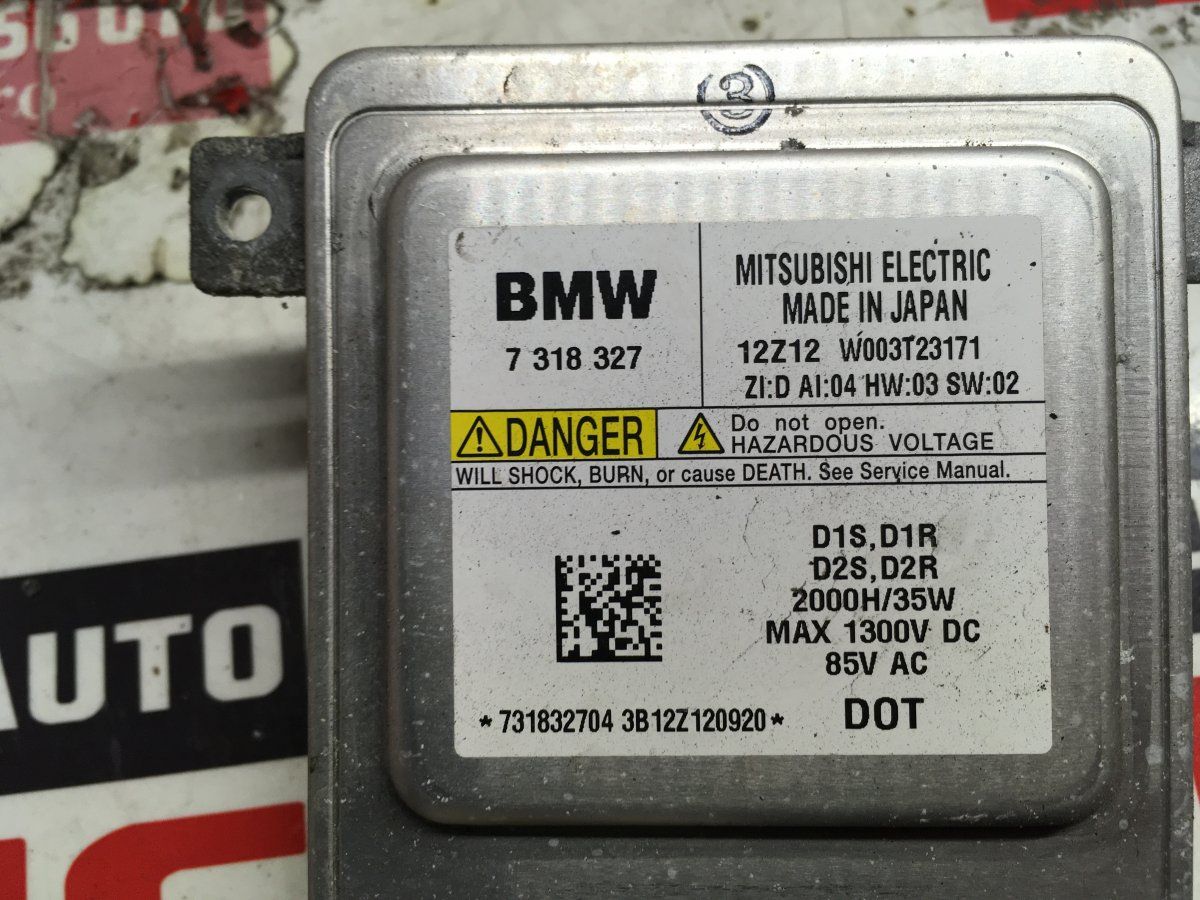 3
BMW
7 318 327
MITSUBISHI ELECTRIC
MADE IN JAPAN
12Z12 W003T23171
ZI:D AI:04 HW:03 SW:02
DANGER
Do not open.
HAZARDOUS VOLTAGE
WILL SHOCK, BURN, or cause DEATH. See Service Manual.
D1S,D1R
D2S,D2R
2000H/35W
MAX 1300V DC
85V AC
*731832704 3B12Z120920*
DOT
AUTO